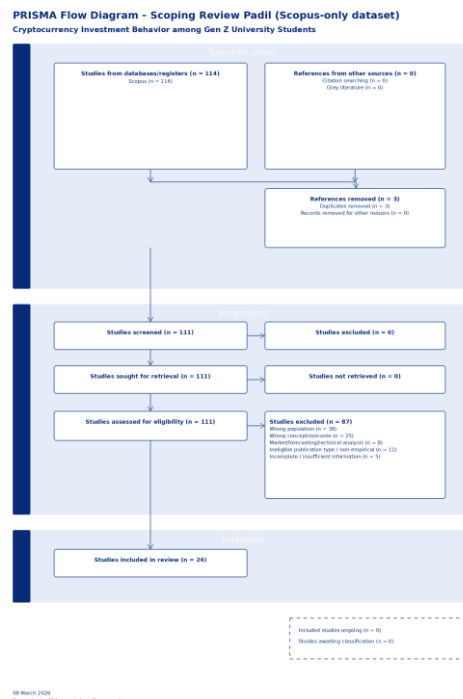 PRISMA Flow Diagram – Scoping Review Padil (Scopus-only dataset)
Cryptocurrency Investment Behavior among Gen Z University Students
Identification
Studies from databases/registers (n = 114)
Scopus (n = 114)
References from other sources (n = 0)
Citation searching (n = 0)
Grey literature (n = 0)
References removed (n = 3)
Duplicates removed (n = 3)
Records removed for other reasons (n = 0)
Screening
Studies screened (n = 111)
Studies excluded (n = 0)
Studies sought for retrieval (n = 111)
Studies not retrieved (n = 0)
Studies assessed for eligibility (n = 111)
Studies excluded (n = 87)
Wrong population (n = 38)
Wrong concept/outcome (n = 25)
Market/forecasting/technical analysis (n = 8)
Ineligible publication type / non-empirical (n = 11)
Incomplete / insufficient information (n = 5)
Included
Studies included in review (n = 24)
Included studies ongoing (n = 0)
Studies awaiting classification (n = 0)
08 March 2026